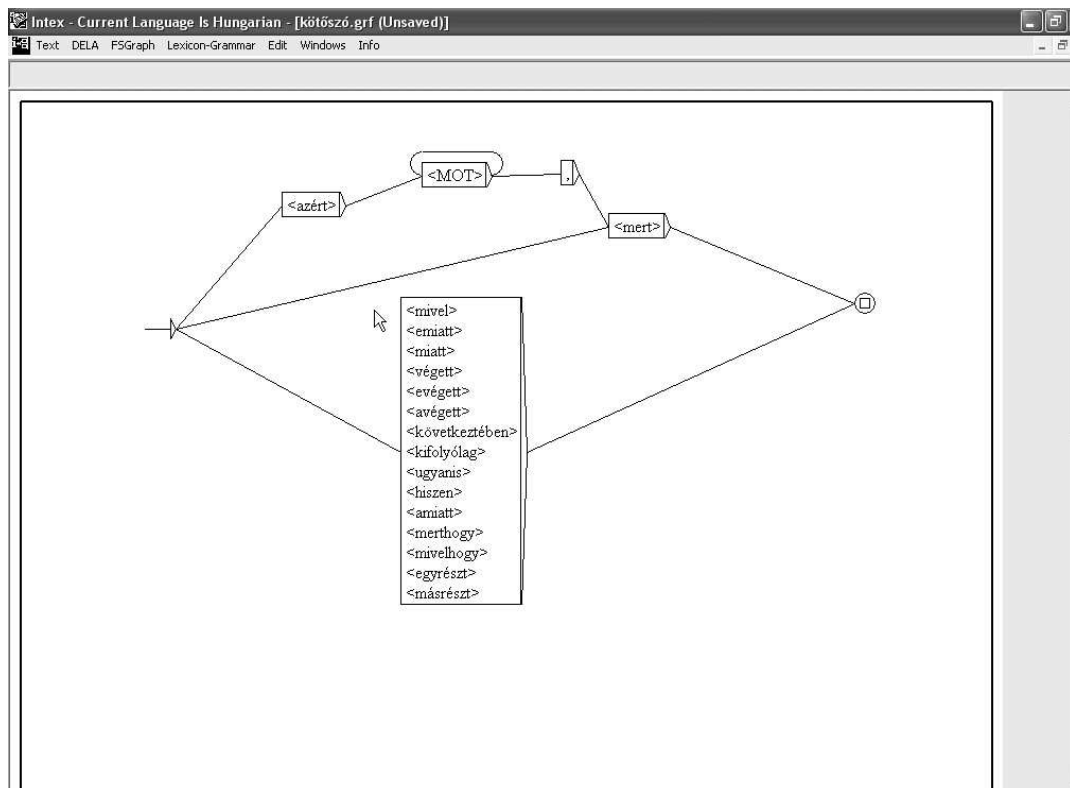 Intex - Current Language Is Hungarian - [kötőszó.grf (Unsaved)]
Text DELA FSGraph Lexicon-Grammar Edit Windows Info
<MOT>
,
<azért>
<mert>
<mivel>
<emiatt>
<miatt>
<végett>
<evégett>
<avégett>
<következtében>
<kifolyólag>
<ugyanis>
<hiszen>
<amiatt>
<merthogy>
<mivelhogy>
<egyrészt>
<másrészt>